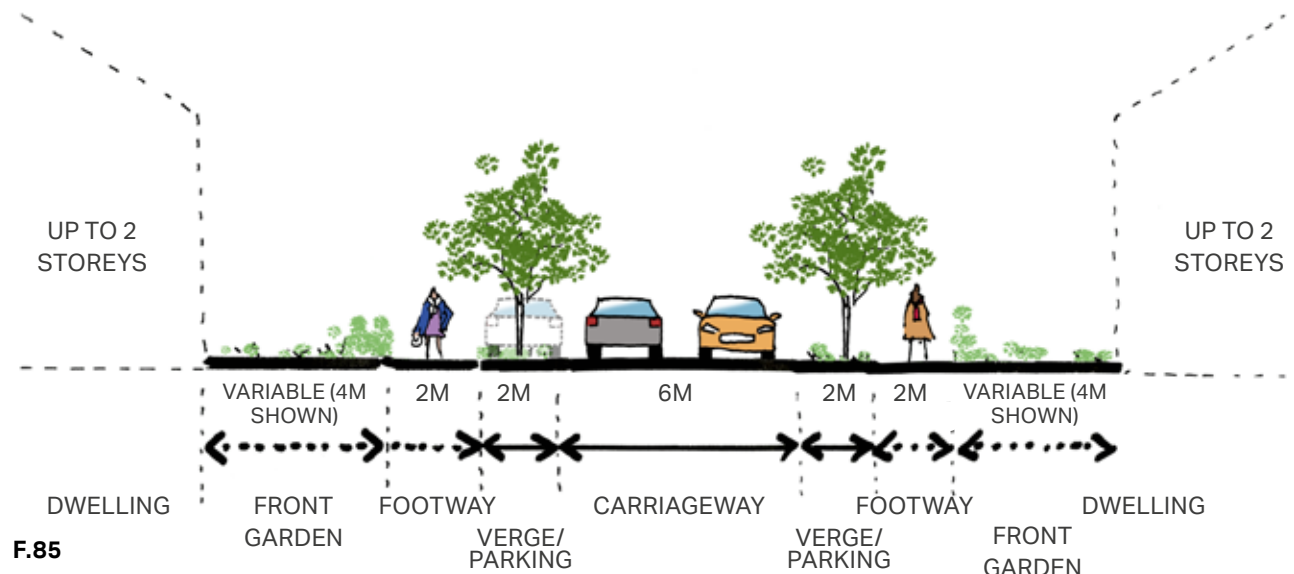 UP TO 2
STOREYS
UP TO 2
STOREYS
VARIABLE (4M
SHOWN)
2M
2M
6M
2M
2M
VARIABLE (4M
SHOWN)
DWELLING
FRONT
GARDEN
FOOTWAY
VERGE/
PARKING
CARRIAGEWAY
VERGE/
PARKING
FOOTWAY
FRONT
GARDEN
DWELLING
F.85